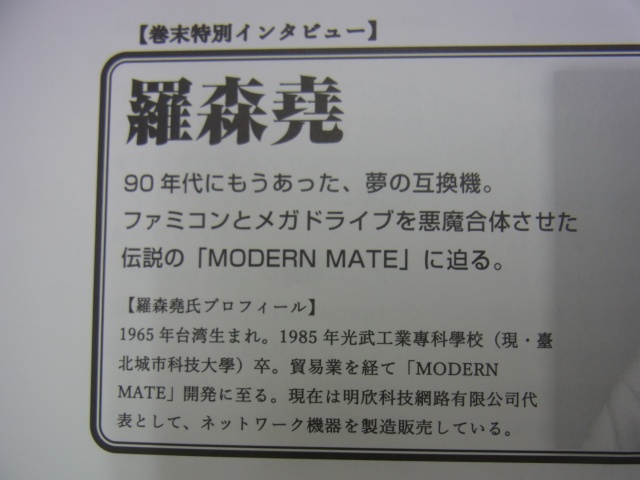 【巻末特別インタビュー】
羅森堯
90年代にもうあった、夢の互換機。
ファミコンとメガドライブを悪魔合体させた
伝説の「MODERN MATE」に迫る。
【羅森堯氏プロフィール】
1965年台湾生まれ。1985年光武工業專科學校（現・臺
北城市科技大學）卒。貿易業を経て「MODERN
MATE」開発に至る。現在は明欣科技網路有限公司代
表として、ネットワーク機器を製造販売している。